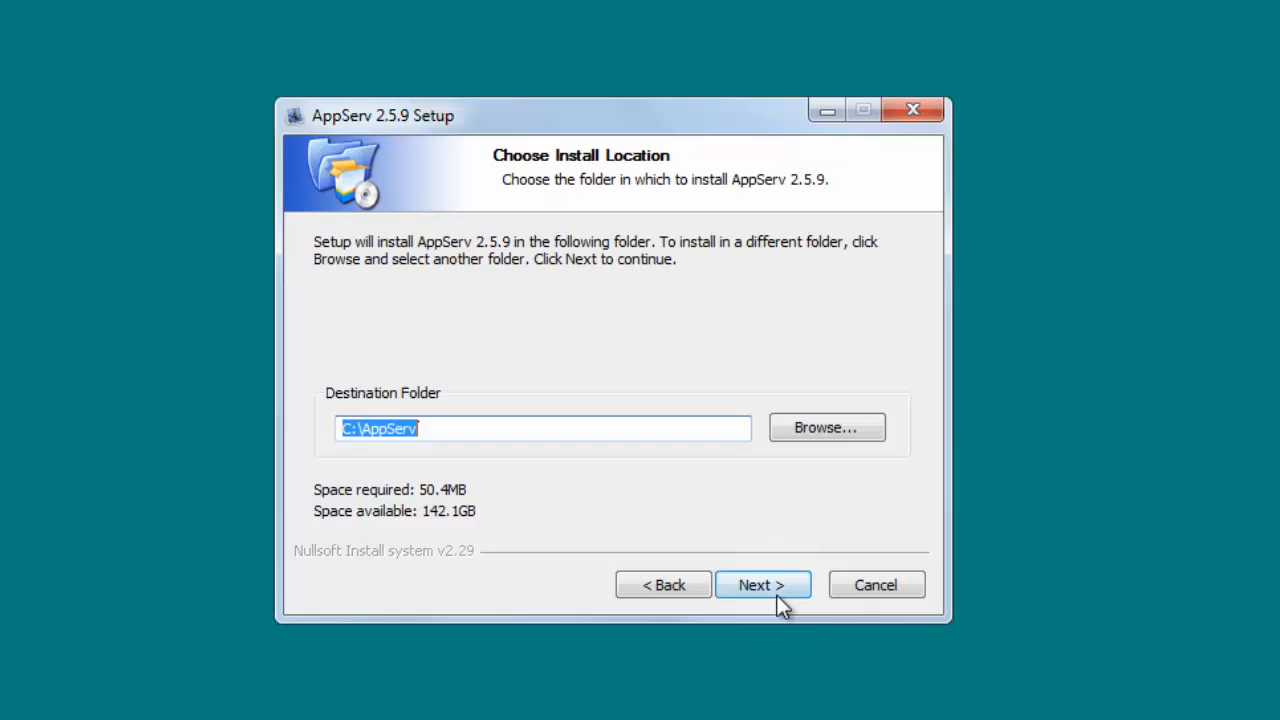 AppServ 2.5.9 Setup
Choose Install Location
Choose the folder in which to install AppServ 2.5.9.
Setup will install AppServ 2.5.9 in the following folder. To install in a different folder, click
Browse and select another folder. Click Next to continue.
Destination Folder
C:\AppServ
Browse...
Space required: 50.4MB
Space available: 142.1GB
Nullsoft Install system v2.29
< Back
Next >
Cancel